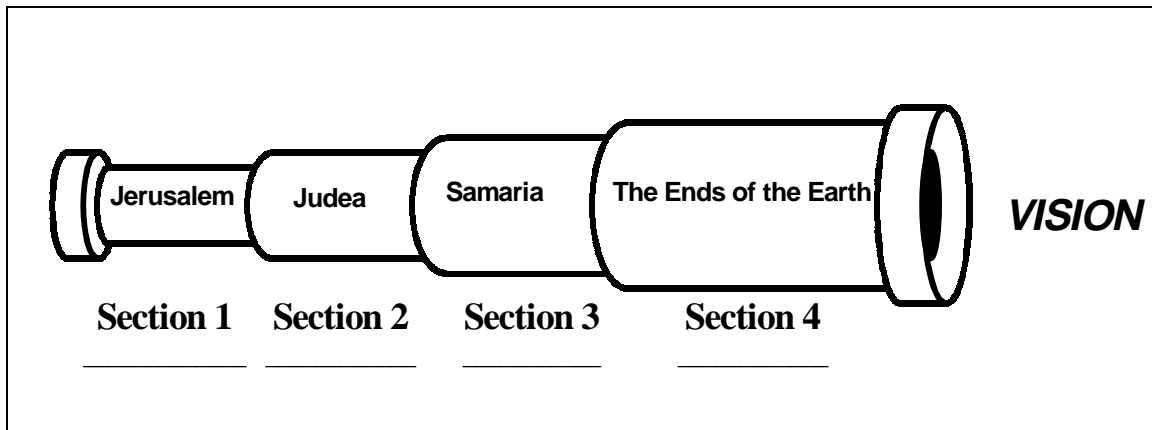 Jerusalem
Judea
Samaria
The Ends of the Earth
VISION
Section 1
Section 2
Section 3
Section 4